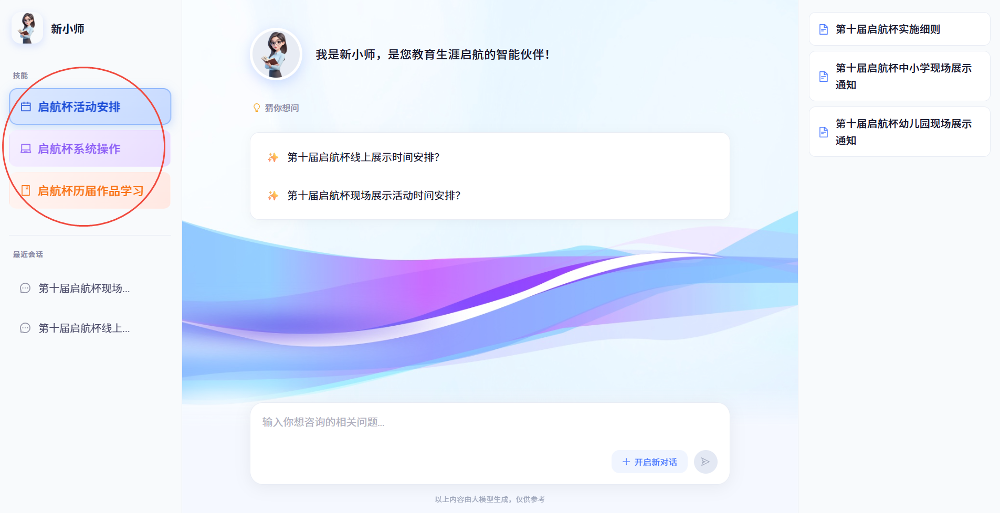 新小师
技能
启航杯活动安排
启航杯系统操作
启航杯历届作品学习
最近会话
第十届启航杯现场...
第十届启航杯线上...
我是新小师，是您教育生涯启航的智能伙伴！
猜你想问
第十届启航杯线上展示时间安排？
第十届启航杯现场展示活动时间安排？
输入你想咨询的相关问题...
开启新对话
以上内容由大模型生成，仅供参考
第十届启航杯实施细则
第十届启航杯中小学现场展示
通知
第十届启航杯幼儿园现场展示
通知